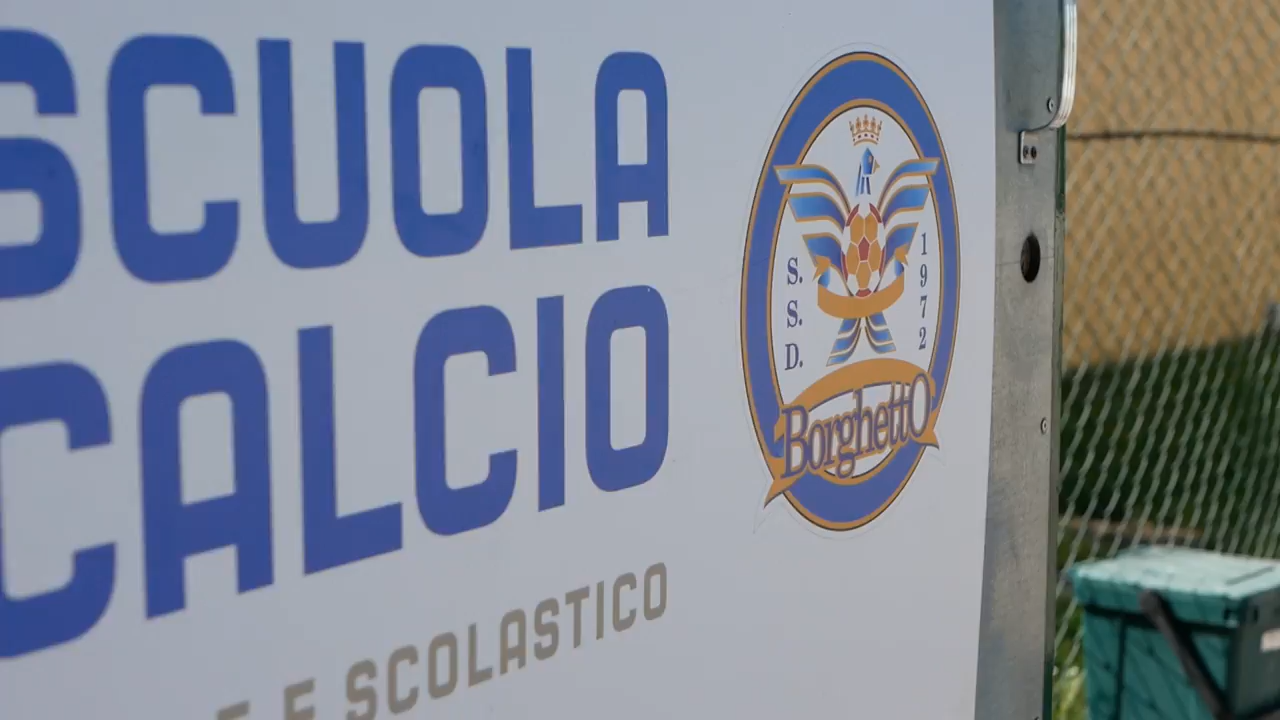 SCUOLA
CALCIO
E SCOLASTICO
S.
S.
D.
1972
Borghetto